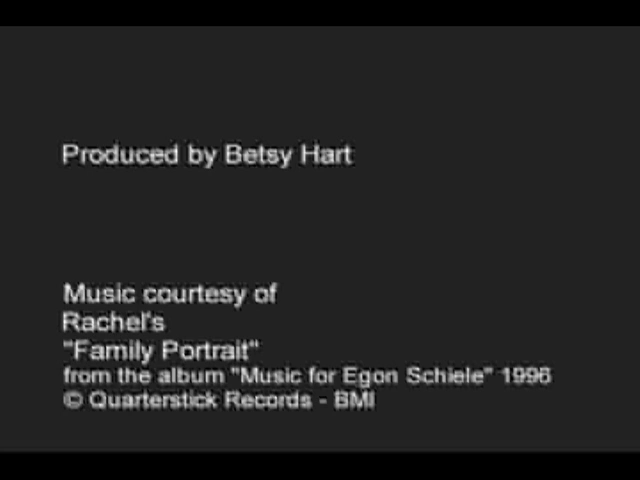 Produced by Betsy Hart
Music courtesy of
Rachel's
"Family Portrait"
from the album "Music for Egon Schiele" 1996
© Quarterstick Records - BMI